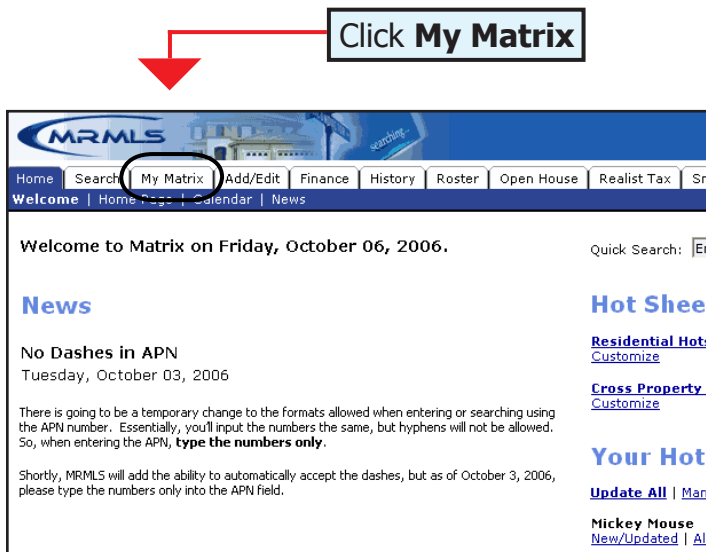 Click My Matrix
MRMLS
searching...
Home Search My Matrix Add/Edit Finance History Roster Open House Realist Tax
Welcome | Home Page | Calendar | News
Welcome to Matrix on Friday, October 06, 2006.
Quick Search:
News
Hot Shee
No Dashes in APN
Residential Hots
Tuesday, October 03, 2006
Customize
Cross Property
Customize
There is going to be a temporary change to the formats allowed when entering or searching using
the APN number. Essentially, you'll input the numbers the same, but hyphens will not be allowed.
So, when entering the APN, type the numbers only.
Your Hot
Shortly, MRMLS will add the ability to automatically accept the dashes, but as of October 3, 2006,
please type the numbers only into the APN field.
Update All | Man
Mickey Mouse
New/Updated | Al